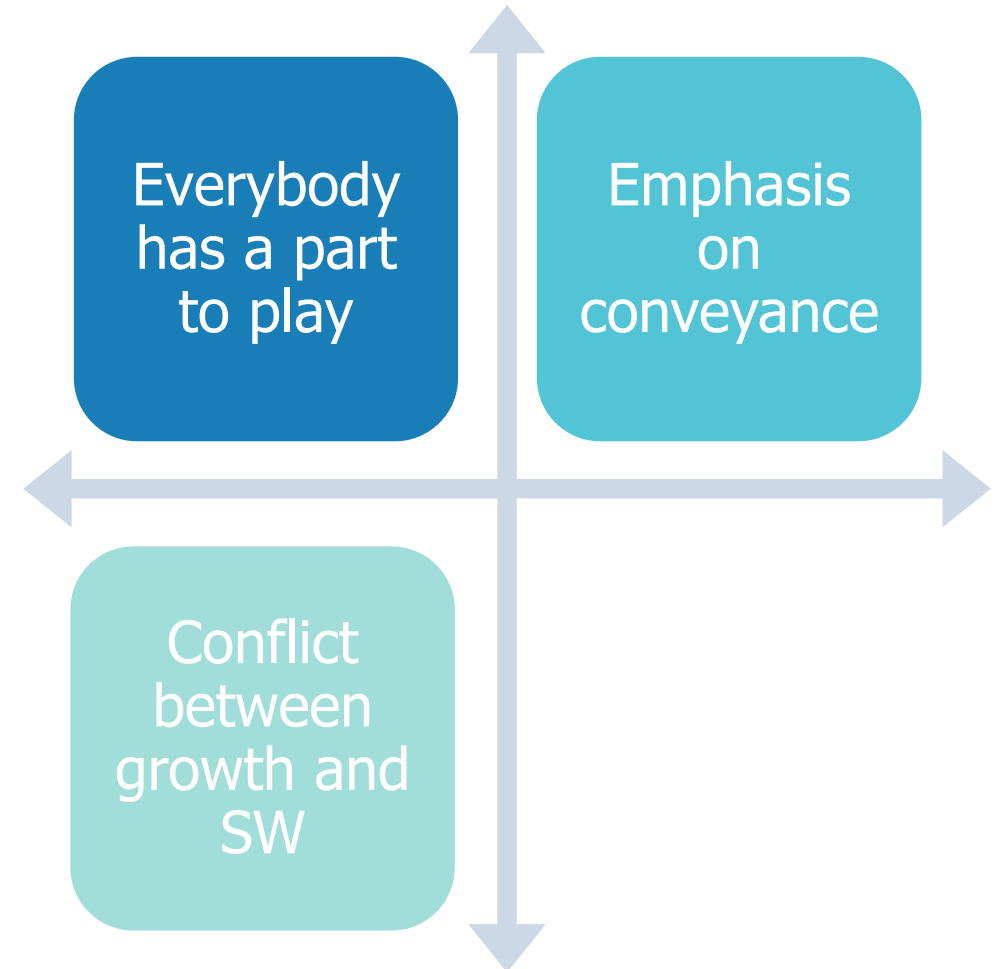 Everybody
has a part
to play
Emphasis
on
conveyance
Conflict
between
growth and
SW